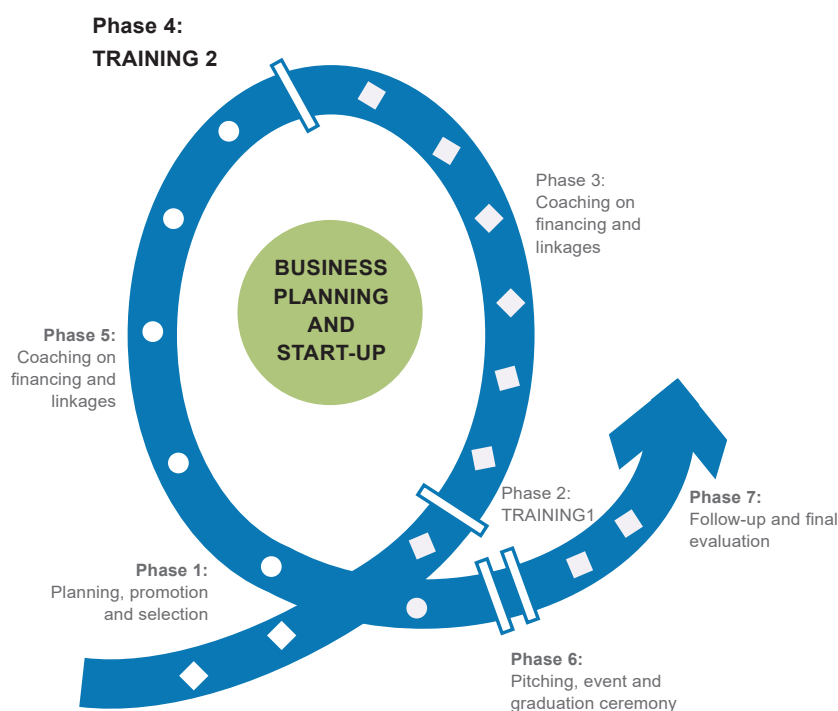 Phase 4:
TRAINING 2
Phase 3:
Coaching on
financing and
linkages
BUSINESS
PLANNING
AND
START-UP
Phase 5:
Coaching on
financing and
linkages
Phase 2:
TRAINING1
Phase 7:
Follow-up and final
evaluation
Phase 1:
Planning, promotion
and selection
Phase 6:
Pitching, event and
graduation ceremony